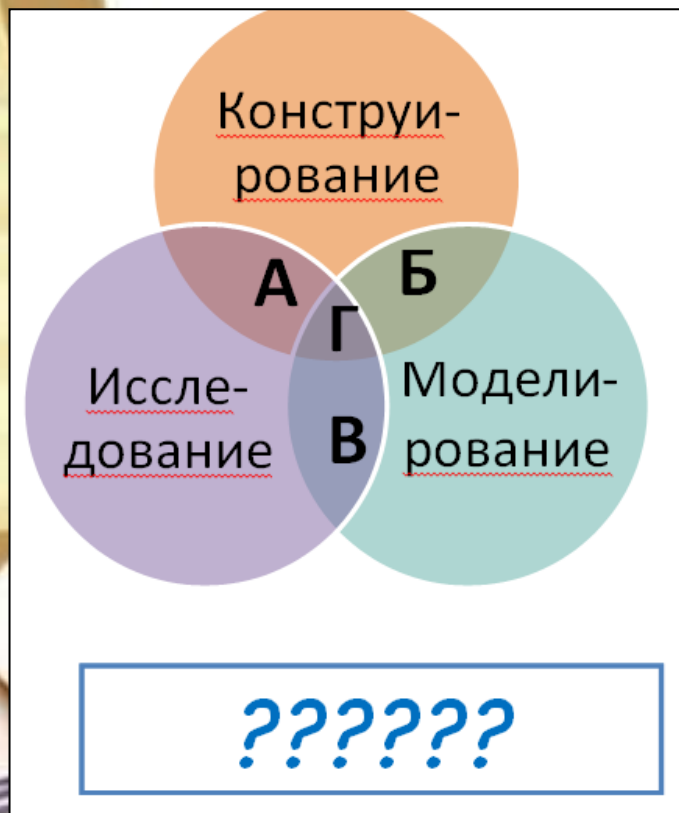 Конструи-
рование
А
Б
Г
Иссле-
дование
В
Модели-
рование
??????